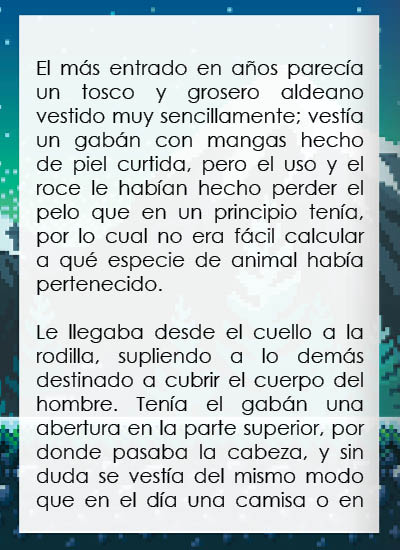 El más entrado en años parecía
un tosco y grosero aldeano
vestido muy sencillamente; vestía
un gabán con mangas hecho
de piel curtida, pero el uso y el
roce le habían hecho perder el
pelo que en un principio tenía,
por lo cual no era fácil calcular
a qué especie de animal había
pertenecido.
Le llegaba desde el cuello a la
rodilla, supliendo a lo demás
destinado a cubrir el cuerpo del
hombre. Tenía el gabán una
abertura en la parte superior, por
donde pasaba la cabeza, y sin
duda se vestía del mismo modo
que en el día una camisa o en